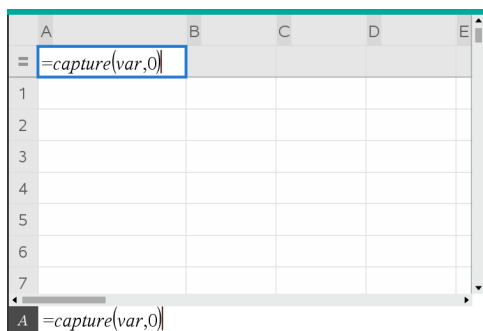 A B C D E
= =capture(var,0)
1
2
3
4
5
6
7
A =capture(var,0)